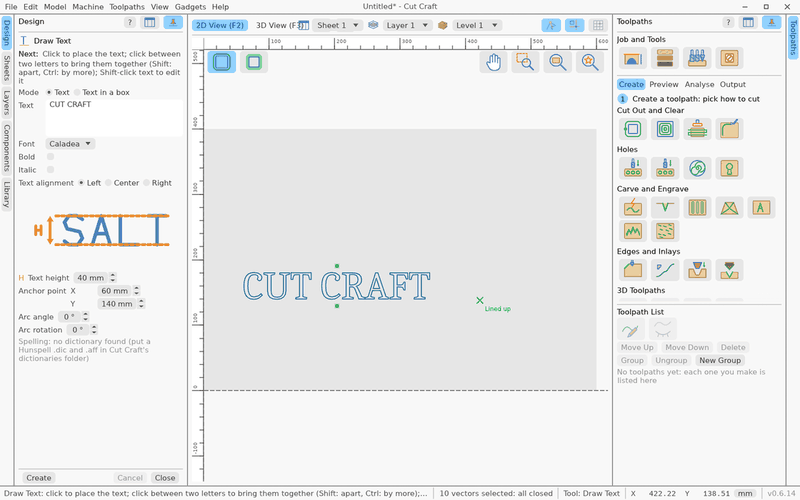 Untitled* - Cut Craft
File Edit Model Machine Toolpaths View Gadgets Help
Design
Sheets
Layers
Components
Library
Design
?
Draw Text
Next: Click to place the text; click between
two letters to bring them together (Shift:
apart, Ctrl: by more); Shift-click text to edit
it
Mode Text Text in a box
Text CUT CRAFT
Font Caladea
Bold
Italic
Text alignment Left Center Right
H SALT
H Text height 40 mm
Anchor point X 60 mm
Y 140 mm
Arc angle 0 °
Arc rotation 0 °
Spelling: no dictionary found (put a
Hunspell .dic and .aff in Cut Craft's
dictionaries folder)
Create Cancel Close
2D View (F2) 3D View (F3) Sheet 1 Layer 1 Level 1
0 100 200 300 400 500 600
500
400
300
200
100
0
-100
CUT CRAFT
Lined up
Toolpaths
?
Job and Tools
Create Preview Analyse Output
1 Create a toolpath: pick how to cut
Cut Out and Clear
Holes
Carve and Engrave
A
Edges and Inlays
3D Toolpaths
Toolpath List
Move Up Move Down Delete
Group Ungroup New Group
No toolpaths yet: each one you make is
listed here
Toolpaths
Draw Text: click to place the text; click between two letters to bring them together (Shift: apart, Ctrl: by more);...
10 vectors selected: all closed
Tool: Draw Text
X 422.22 Y 138.51 mm
v0.6.14